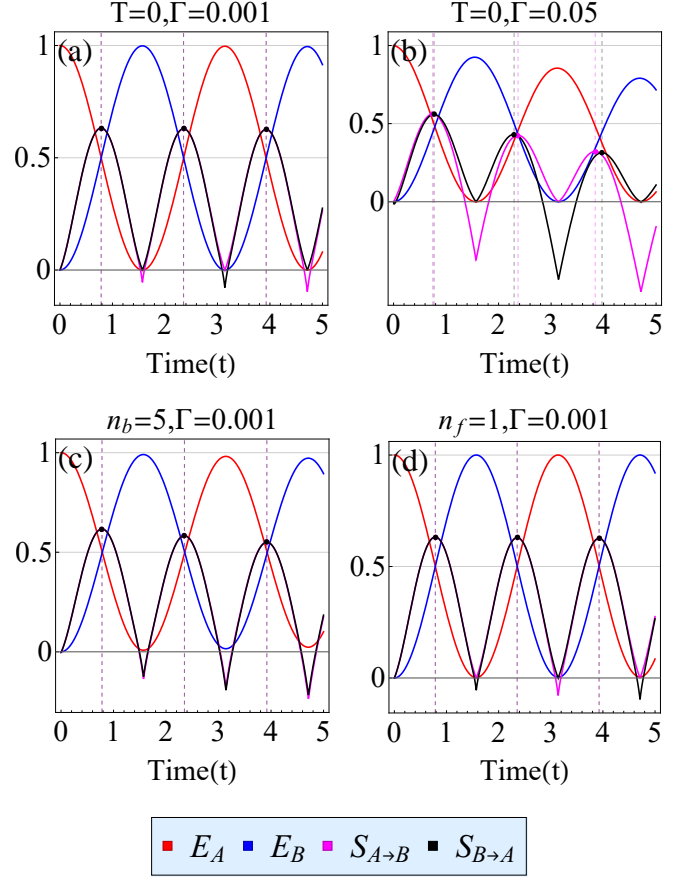 T=0,Γ=0.001
T=0,Γ=0.05
(a)
1
0.5
0
0 1 2 3 4 5
Time(t)
(b)
1
0.5
0
0 1 2 3 4 5
Time(t)
n_b=5,Γ=0.001
n_f=1,Γ=0.001
(c)
1
0.5
0
0 1 2 3 4 5
Time(t)
(d)
1
0.5
0
0 1 2 3 4 5
Time(t)
E_A E_B S_{A→B} S_{B→A}